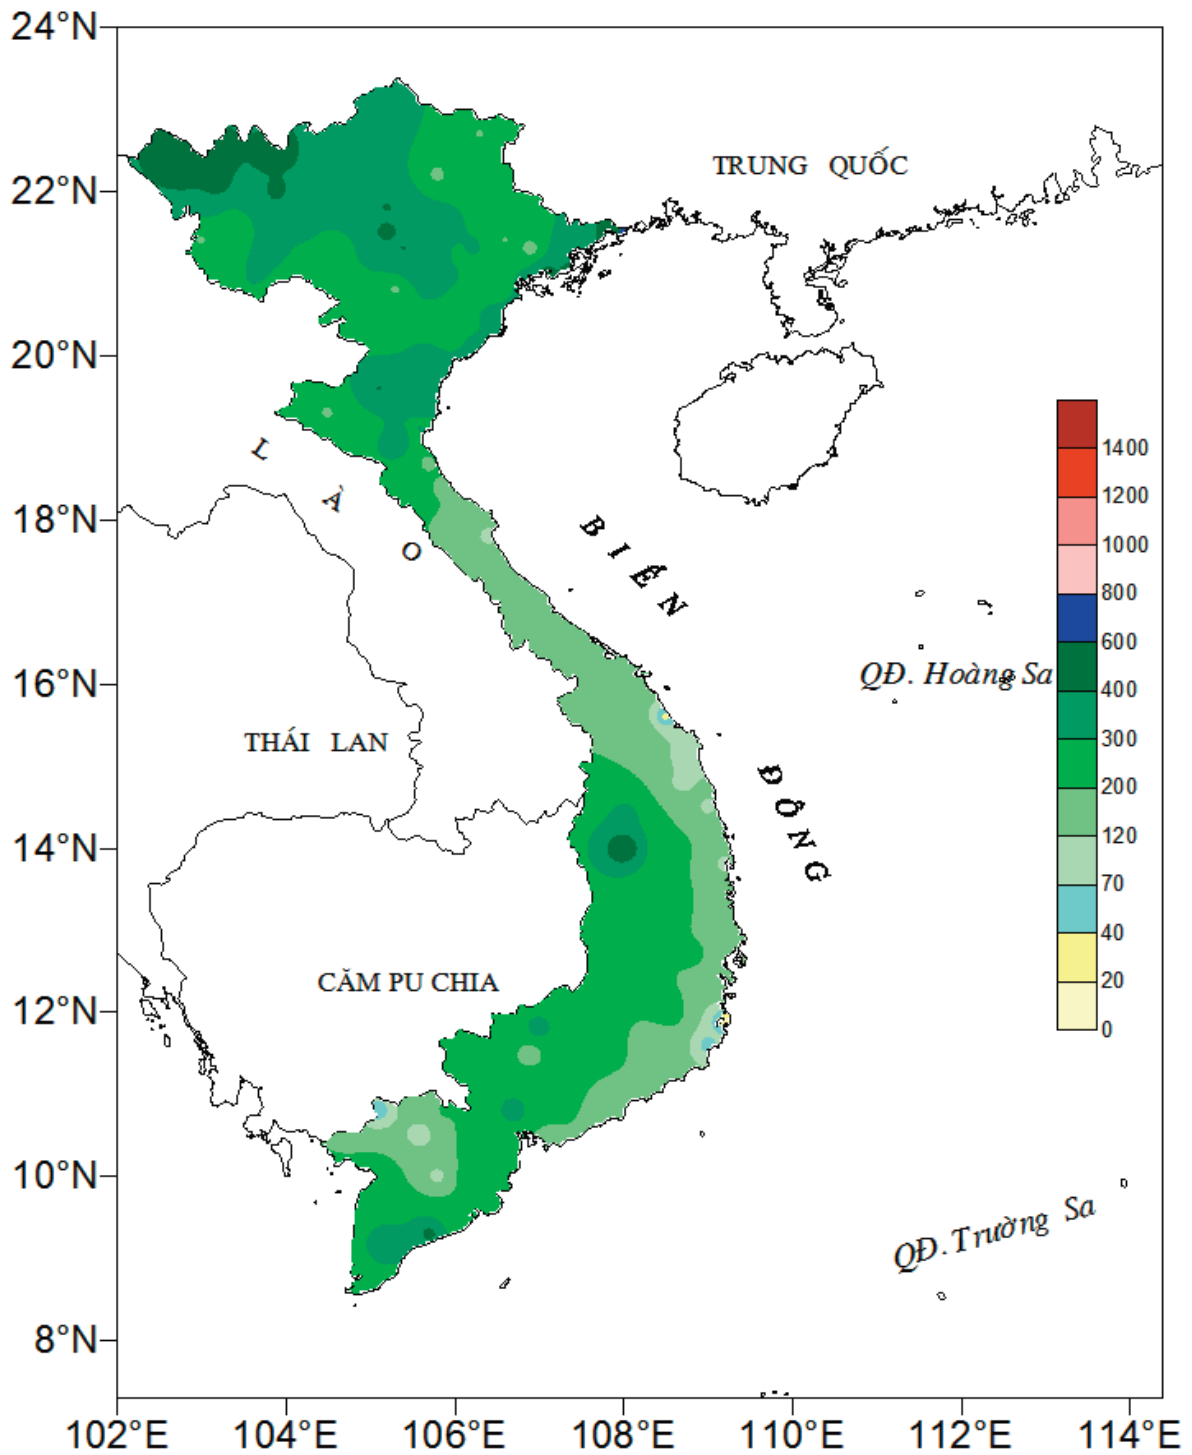 24°N
22°N
20°N
18°N
16°N
14°N
12°N
10°N
8°N
102°E
104°E
106°E
108°E
110°E
112°E
114°E
TRUNG QUỐC
LÀO
BIỂN
ĐÔNG
QĐ. Hoàng Sa
THÁI LAN
CĂM PU CHIA
QĐ. Trường Sa
1400
1200
1000
800
600
400
300
200
120
70
40
20
0